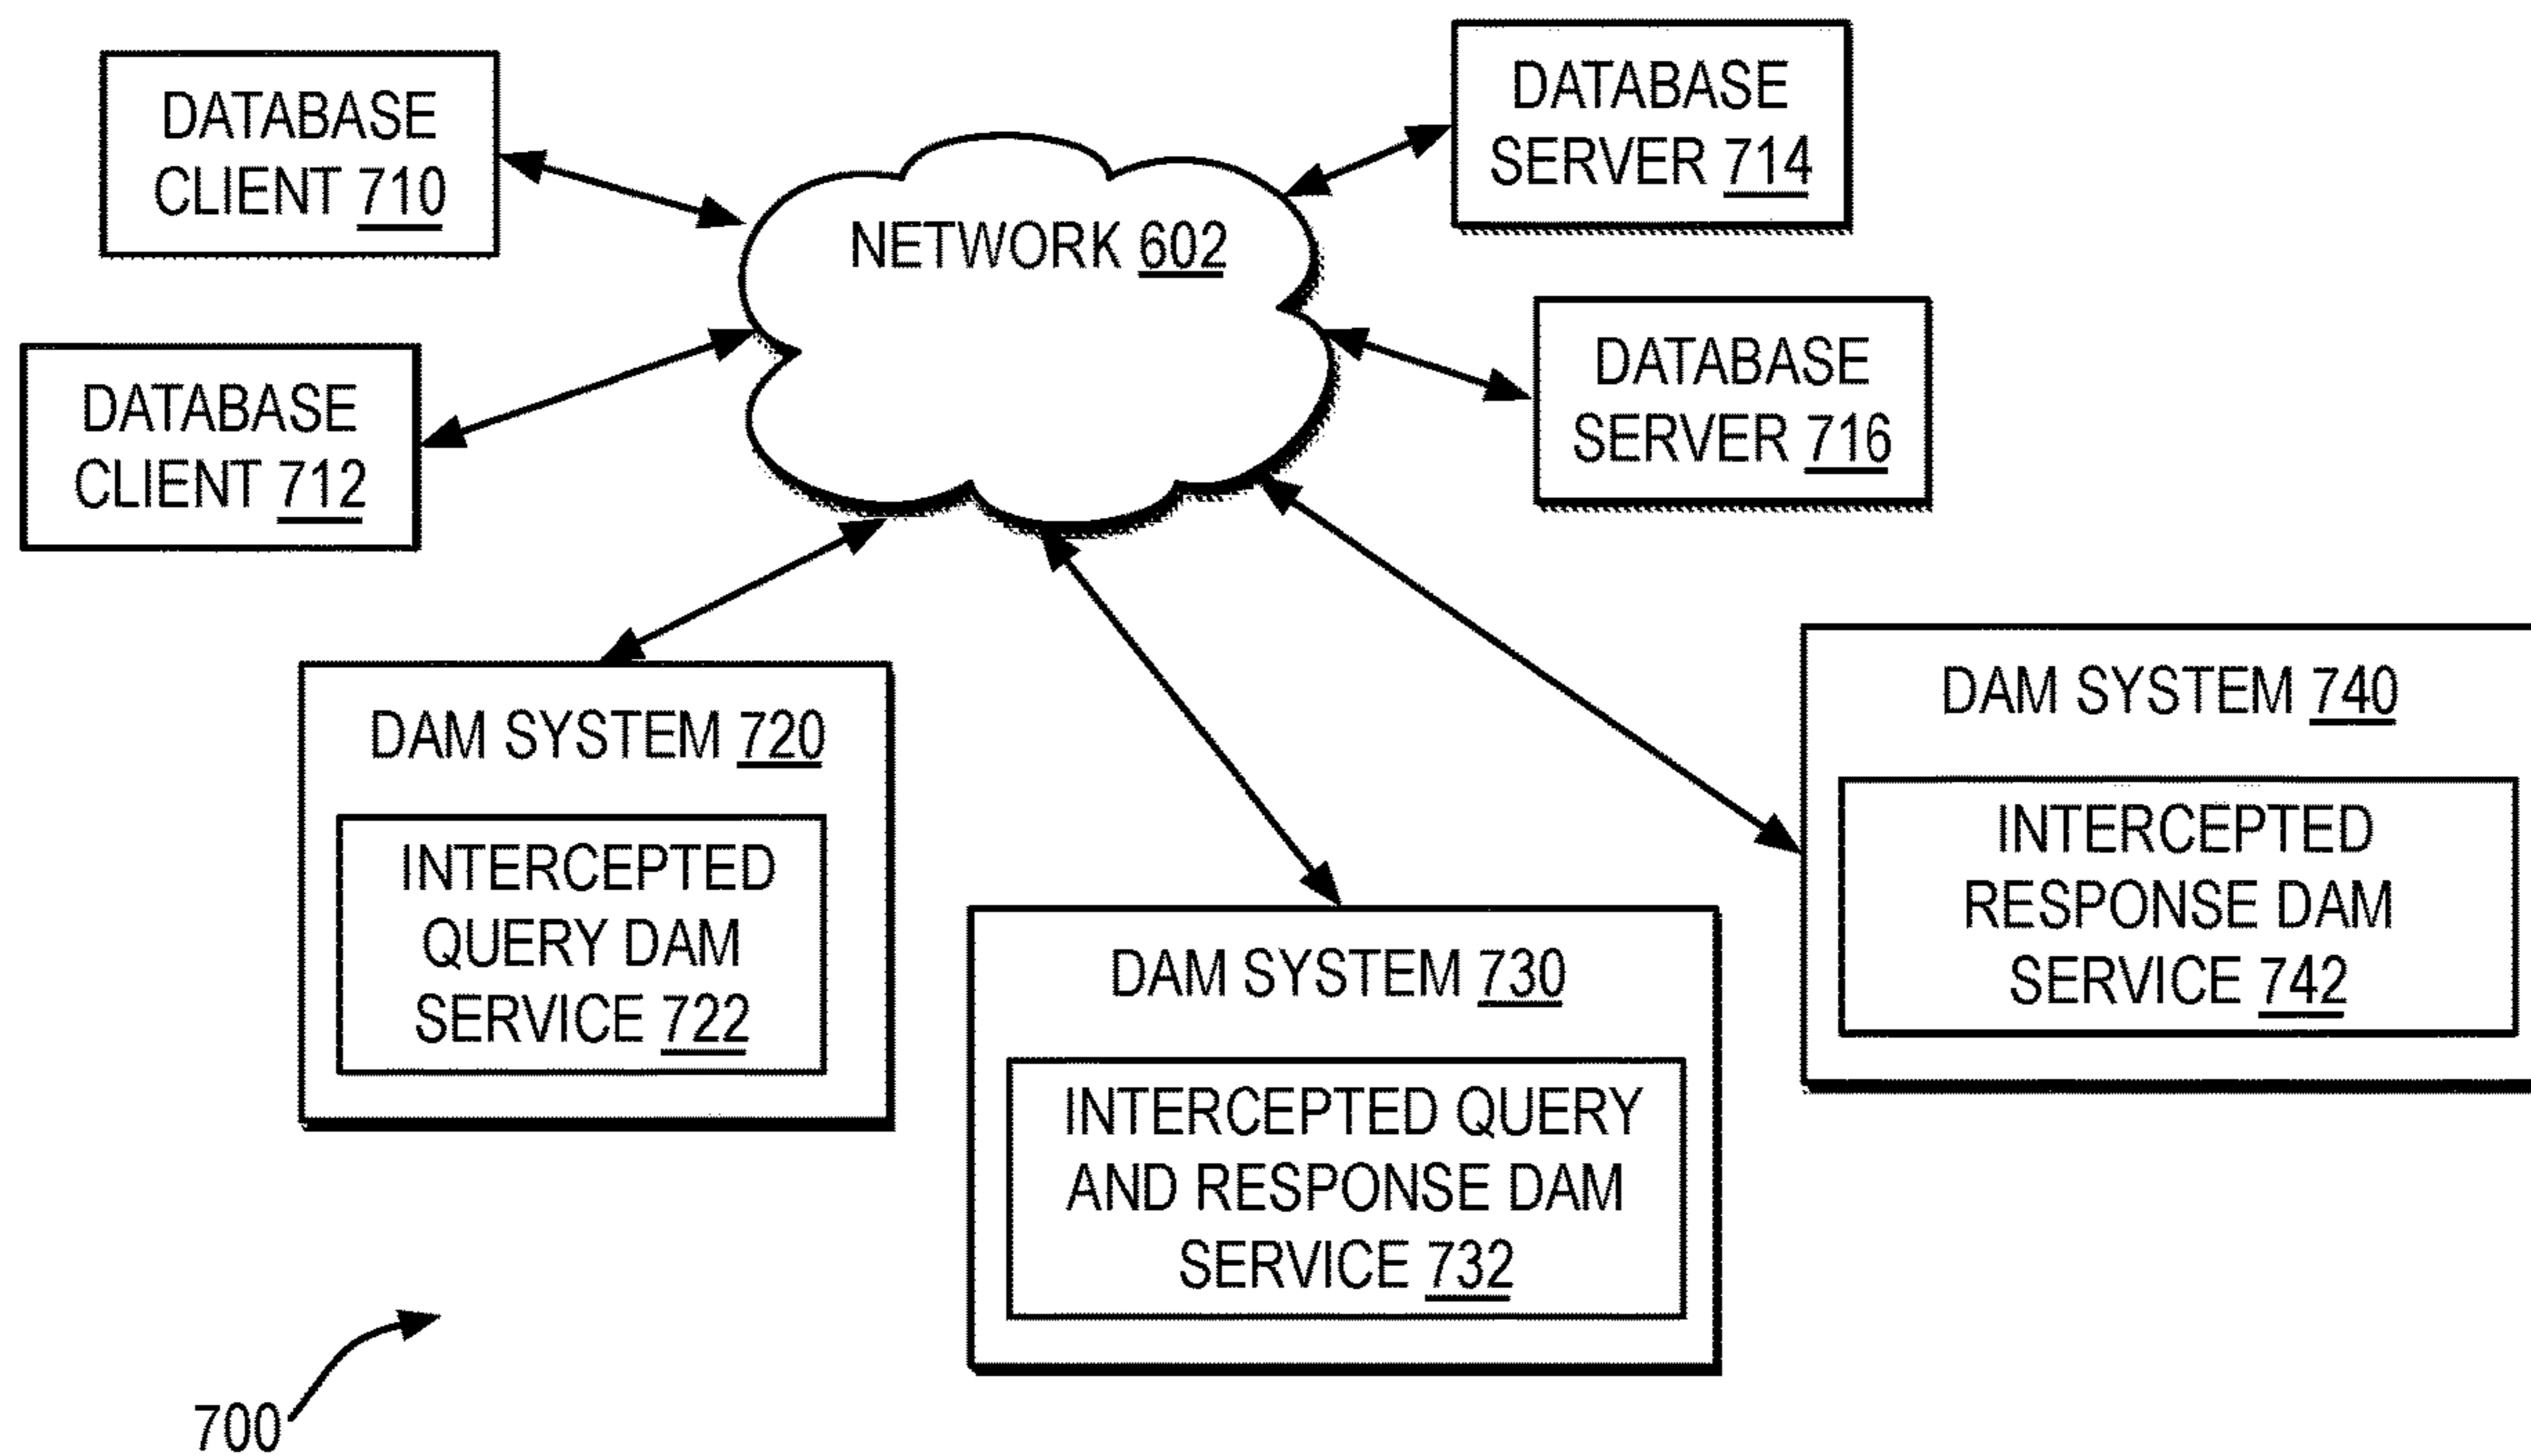 DATABASE
CLIENT 710
DATABASE
SERVER 714
NETWORK 602
DATABASE
CLIENT 712
DATABASE
SERVER 716
DAM SYSTEM 720
INTERCEPTED
QUERY DAM
SERVICE 722
DAM SYSTEM 730
INTERCEPTED QUERY
AND RESPONSE DAM
SERVICE 732
DAM SYSTEM 740
INTERCEPTED
RESPONSE DAM
SERVICE 742
700